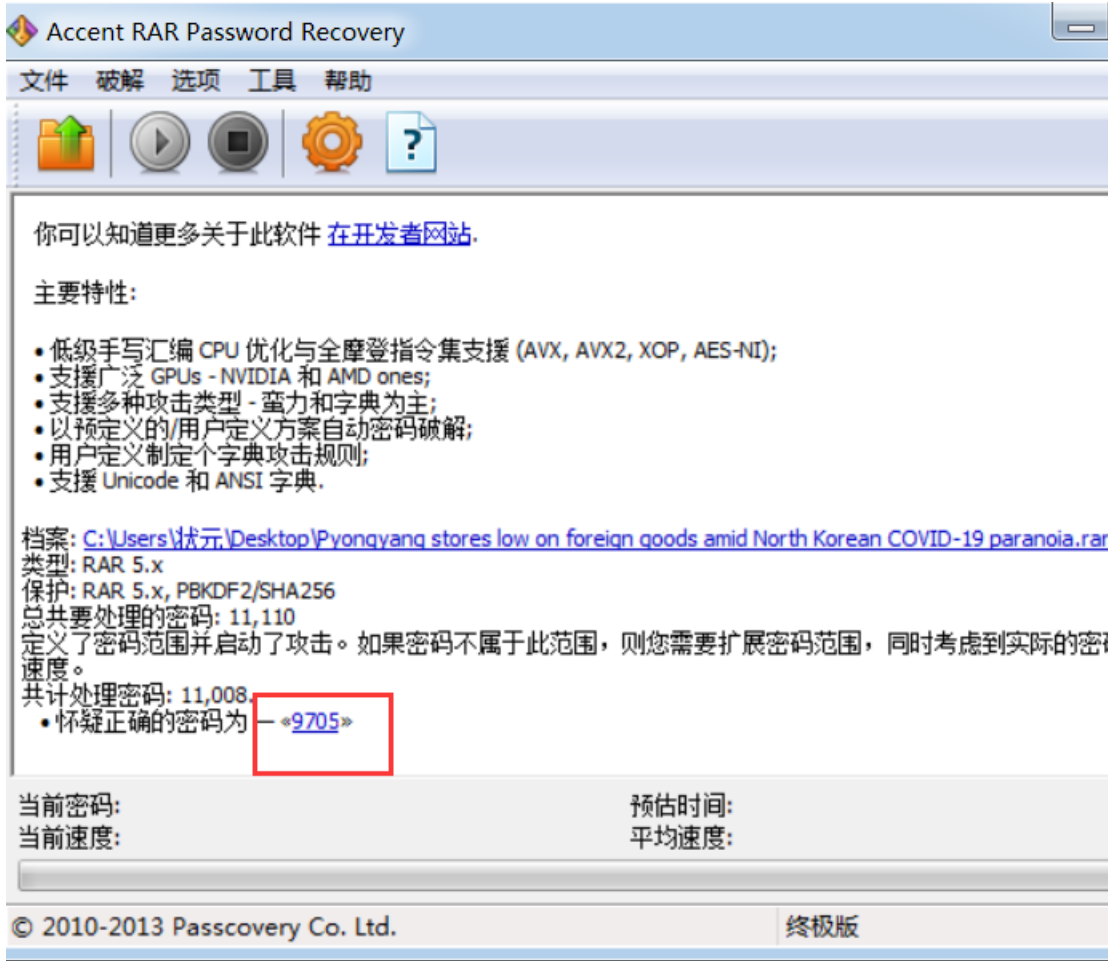 Accent RAR Password Recovery
文件 破解 选项 工具 帮助
?
你可以知道更多关于此软件 在开发者网站.
主要特性:
• 低级手写汇编 CPU 优化与全摩登指令集支援 (AVX, AVX2, XOP, AES-NI);
• 支援广泛 GPUs - NVIDIA 和 AMD ones;
• 支援多种攻击类型 - 蛮力和字典为主;
• 以预定义的/用户定义方案自动密码破解;
• 用户定义制定个字典攻击规则;
• 支援 Unicode 和 ANSI 字典.
档案: C:\Users\状元\Desktop\Pyongyang stores low on foreign goods amid North Korean COVID-19 paranoia.rar
类型: RAR 5.x
保护: RAR 5.x, PBKDF2/SHA256
总共要处理的密码: 11,110
定义了密码范围并启动了攻击。如果密码不属于此范围，则您需要扩展密码范围，同时考虑到实际的密码
速度。
共计处理密码: 11,008.
• 怀疑正确的密码为 — «9705»
当前密码: 预估时间:
当前速度: 平均速度:
© 2010-2013 Passcovery Co. Ltd. 终极版